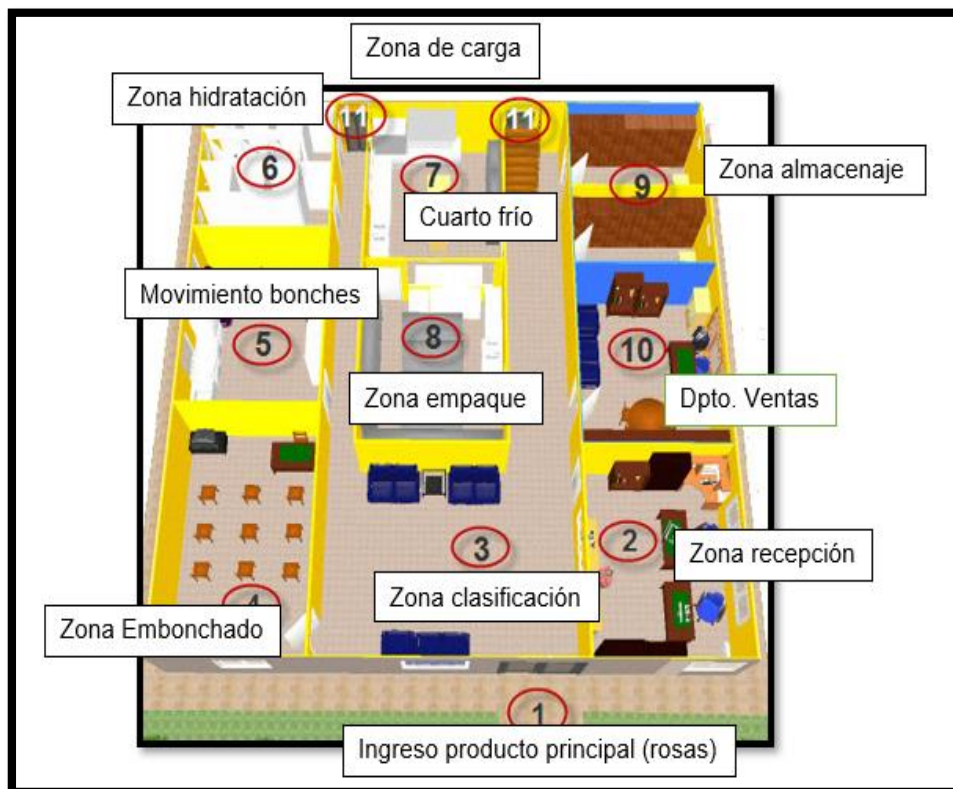 Zona de carga
Zona hidratación
11
11
6
7
9
Zona almacenaje
Cuarto frío
Movimiento bonches
5
8
10
Zona empaque
Dpto. Ventas
3
2
Zona recepción
Zona clasificación
4
Zona Embonchado
1
Ingreso producto principal (rosas)